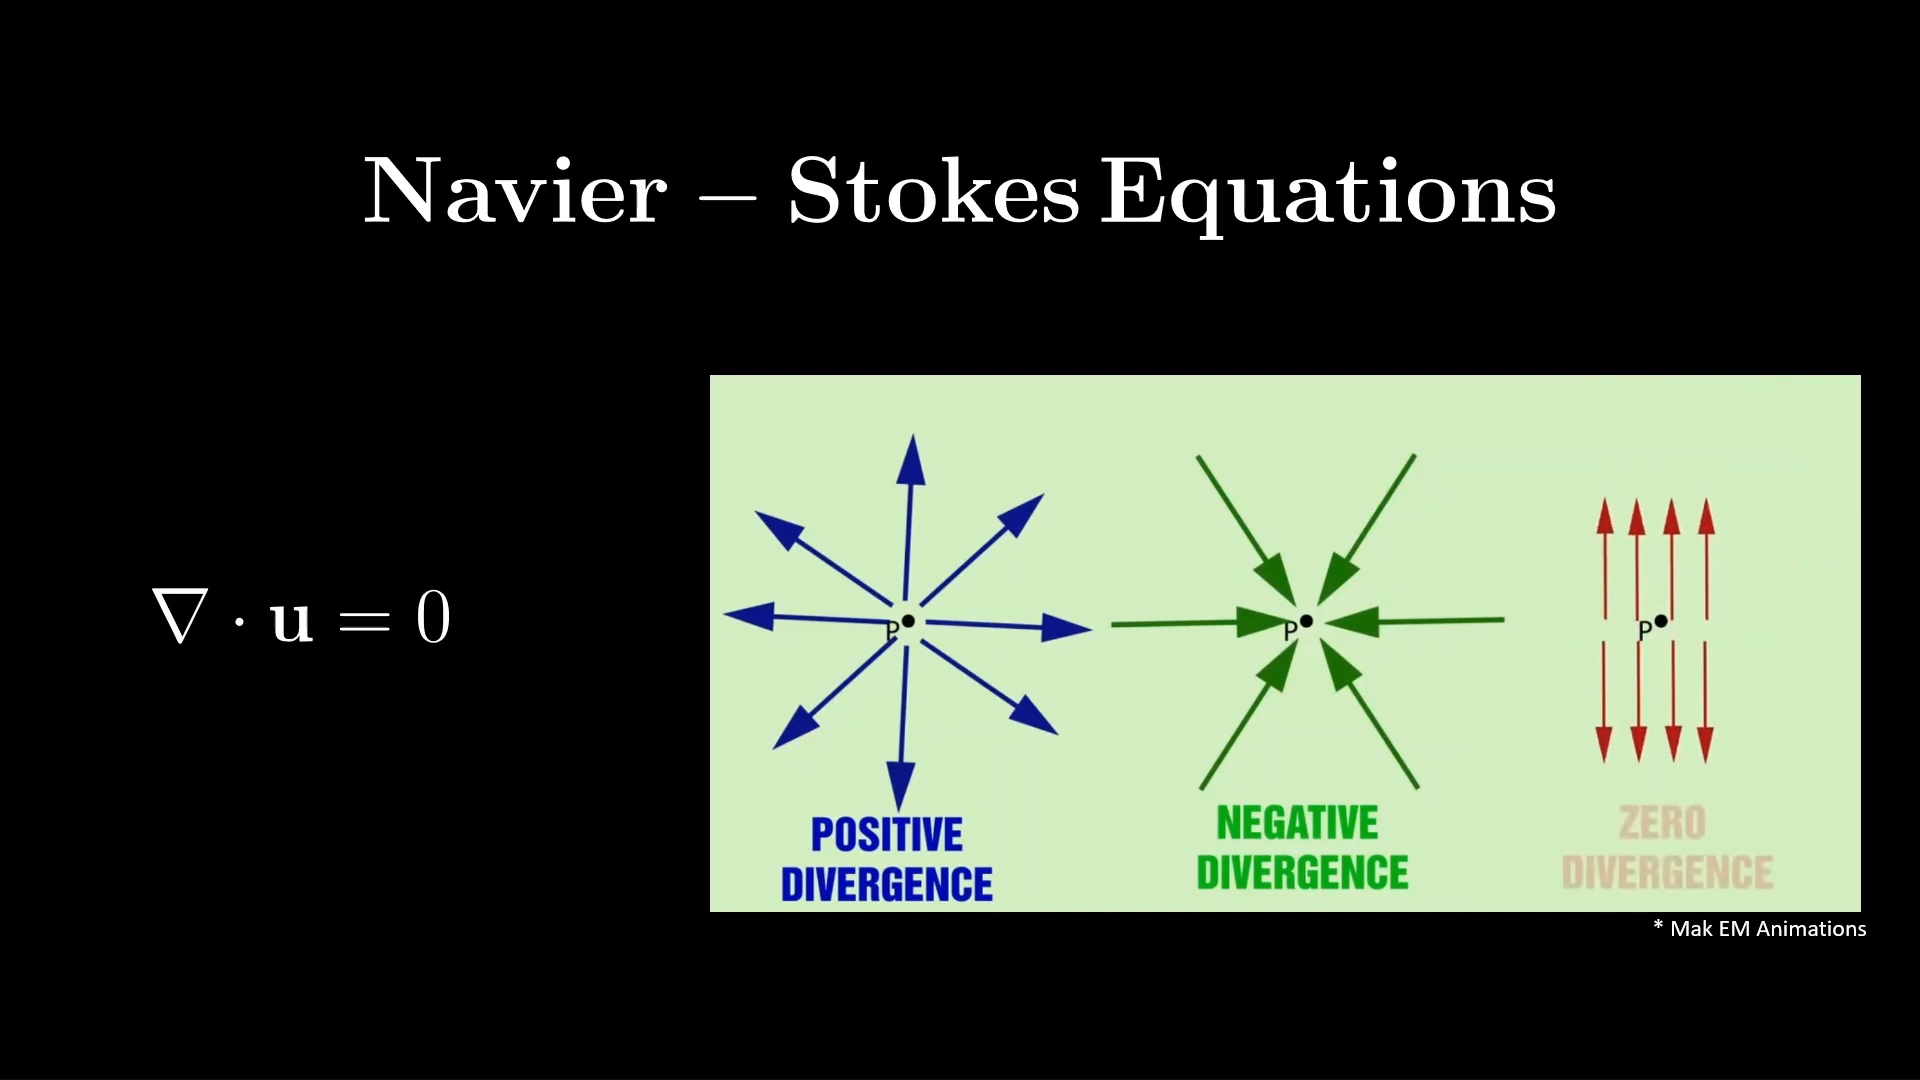 Navier – Stokes Equations
∇ · u = 0
P
P
P
POSITIVE
DIVERGENCE
NEGATIVE
DIVERGENCE
ZERO
DIVERGENCE
* Mak EM Animations